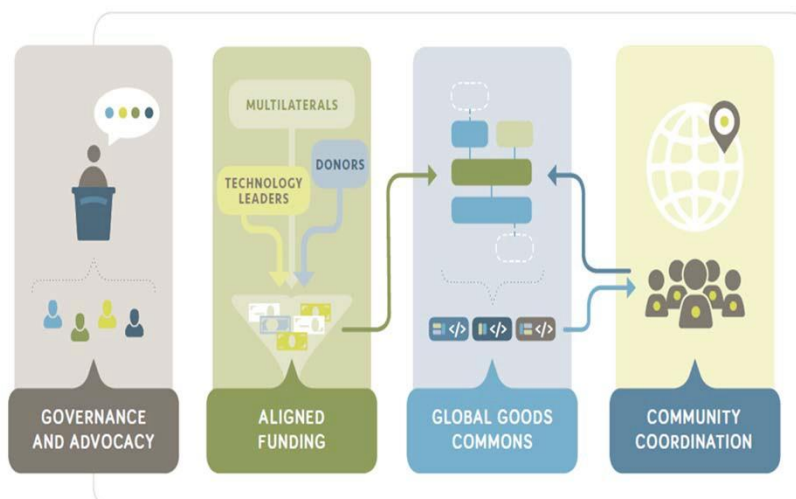 MULTILATERALS
DONORS
TECHNOLOGY
LEADERS
</>
</>
</>
GOVERNANCE
AND ADVOCACY
ALIGNED
FUNDING
GLOBAL GOODS
COMMONS
COMMUNITY
COORDINATION